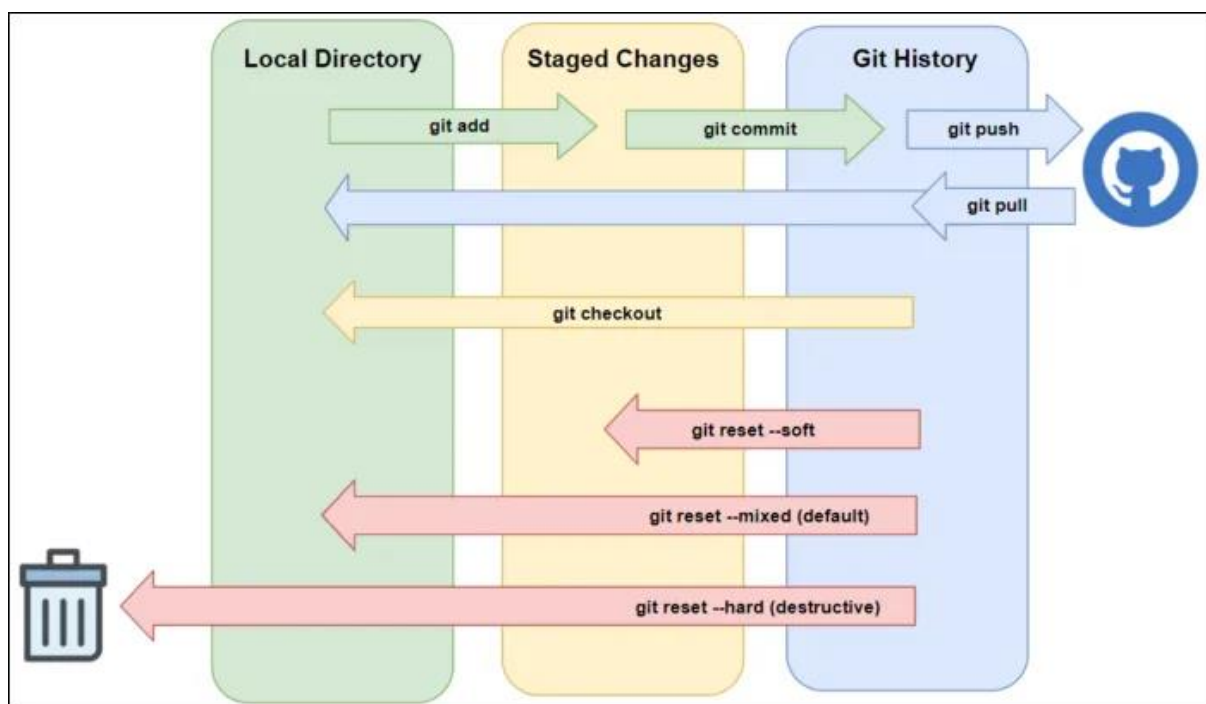 Local Directory
Staged Changes
Git History
git add
git commit
git push
git pull
git checkout
git reset --soft
git reset --mixed (default)
git reset --hard (destructive)